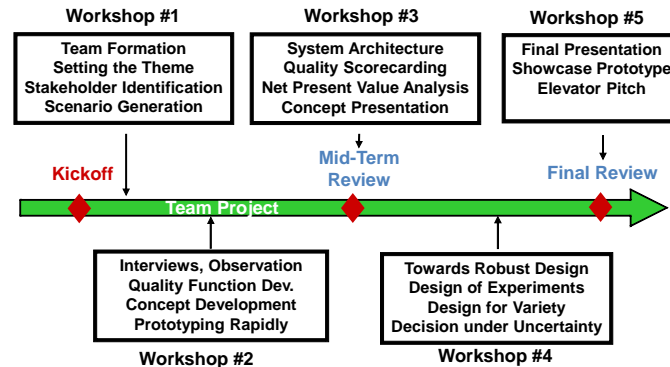 Workshop #1
Team Formation
Setting the Theme
Stakeholder Identification
Scenario Generation
Workshop #3
System Architecture
Quality Scorecarding
Net Present Value Analysis
Concept Presentation
Workshop #5
Final Presentation
Showcase Prototype
Elevator Pitch
Kickoff
Mid-Term
Review
Final Review
Team Project
Interviews, Observation
Quality Function Dev.
Concept Development
Prototyping Rapidly
Workshop #2
Towards Robust Design
Design of Experiments
Design for Variety
Decision under Uncertainty
Workshop #4